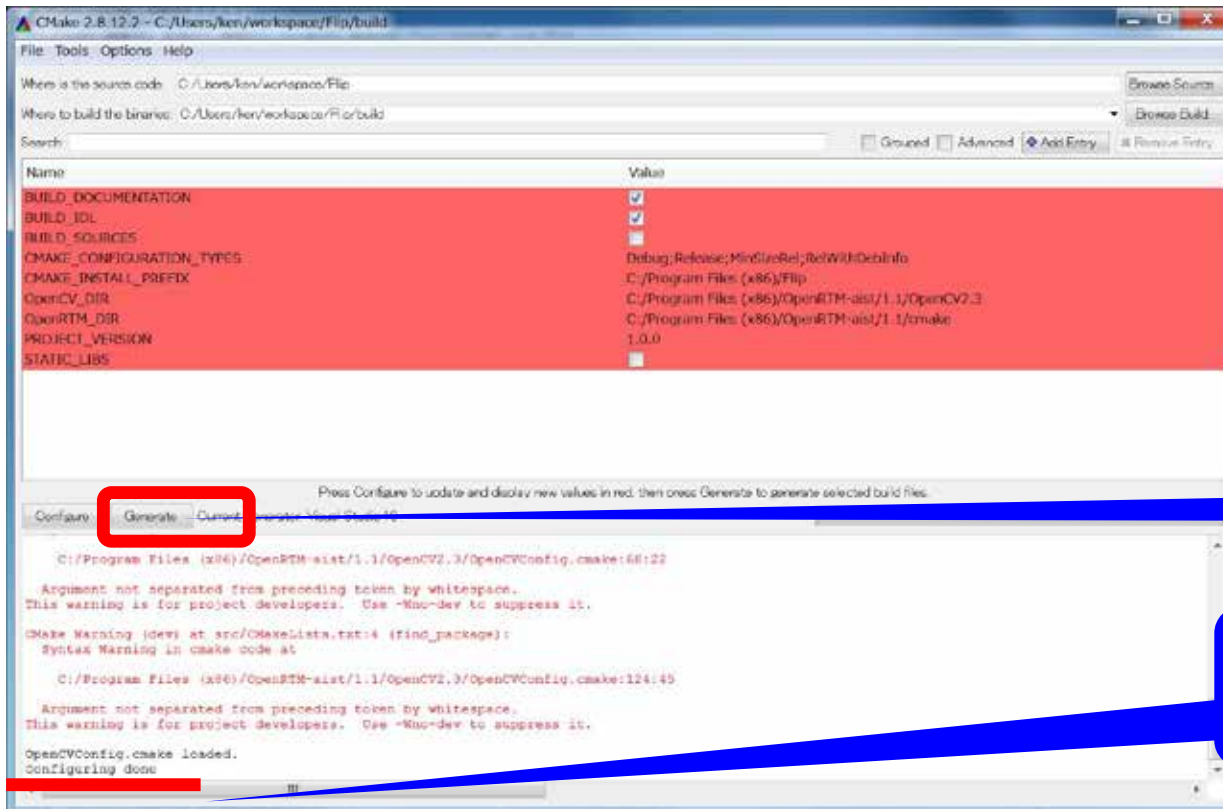 CMake 2.8.12.2 - C:/Users/ken/workspace/Flip/build
File Tools Options Help
Where is the source code: C:/Users/ken/workspace/Flip Browse Source
Where to build the binaries: C:/Users/ken/workspace/Flip/build Browse Build
Search: Grouped Advanced Add Entry Remove Entry
Name Value
BUILD_DOCUMENTATION
BUILD_IDL
BUILD_SOURCES
CMAKE_CONFIGURATION_TYPES Debug;Release;MinSizeRel;RelWithDebInfo
CMAKE_INSTALL_PREFIX C:/Program Files (x86)/Flip
OpenCV_DIR C:/Program Files (x86)/OpenRTM-aist/1.1/OpenCV2.3
OpenRTM_DIR C:/Program Files (x86)/OpenRTM-aist/1.1/cmake
PROJECT_VERSION 1.0.0
STATIC_LIBS
Press Configure to update and display new values in red, then press Generate to generate selected build files.
Configure Generate Current Generator: Visual Studio 10
C:/Program Files (x86)/OpenRTM-aist/1.1/OpenCV2.3/OpenCVConfig.cmake:68:22
Argument not separated from preceding token by whitespace.
This warning is for project developers. Use -Wno-dev to suppress it.
CMake Warning (dev) at src/CMakeLists.txt:4 (find_package):
Syntax Warning in cmake code at
C:/Program Files (x86)/OpenRTM-aist/1.1/OpenCV2.3/OpenCVConfig.cmake:124:45
Argument not separated from preceding token by whitespace.
This warning is for project developers. Use -Wno-dev to suppress it.
OpenCVConfig.cmake loaded.
Configuring done